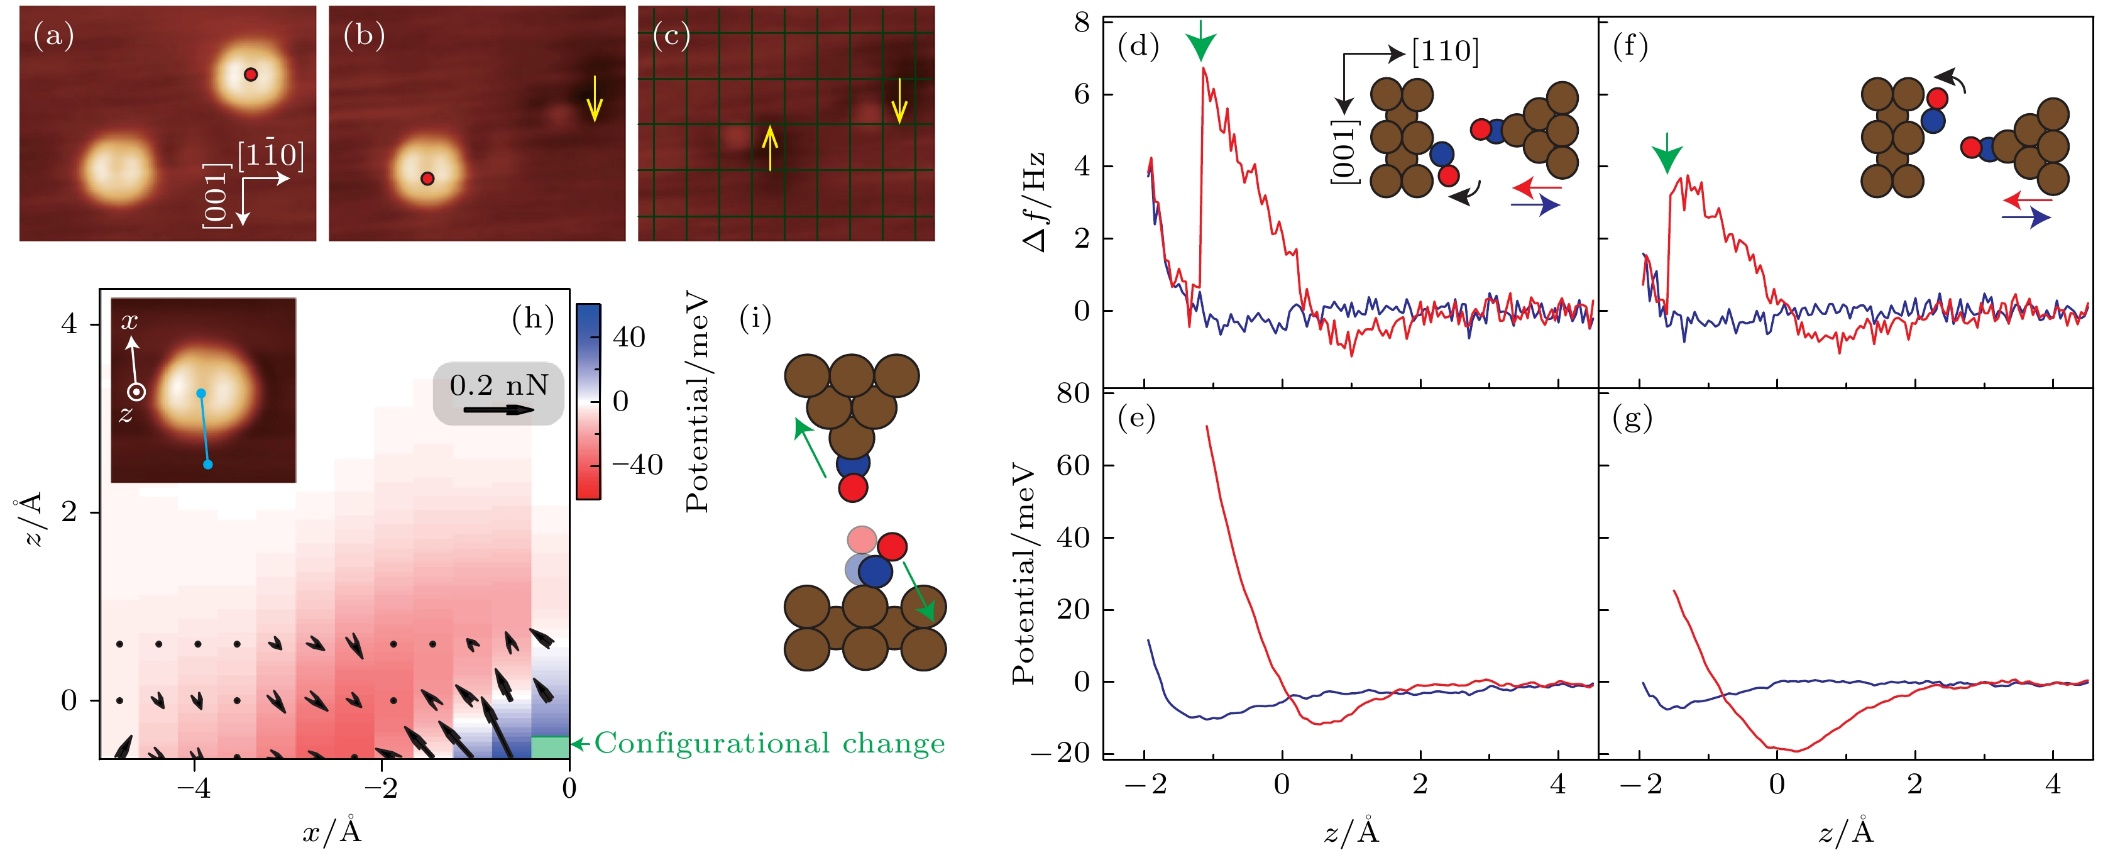 (a)
[11̄0]
[001]
(b)
(c)
(d)
[110]
[001]
(f)
8
6
4
2
0
Δf/Hz
(h)
x
z
0.2 nN
4
2
0
z/Å
−4
−2
0
x/Å
40
0
−40
Potential/meV
(i)
Configurational change
(e)
(g)
80
60
40
20
0
−20
Potential/meV
−2
0
2
4
z/Å
−2
0
2
4
z/Å